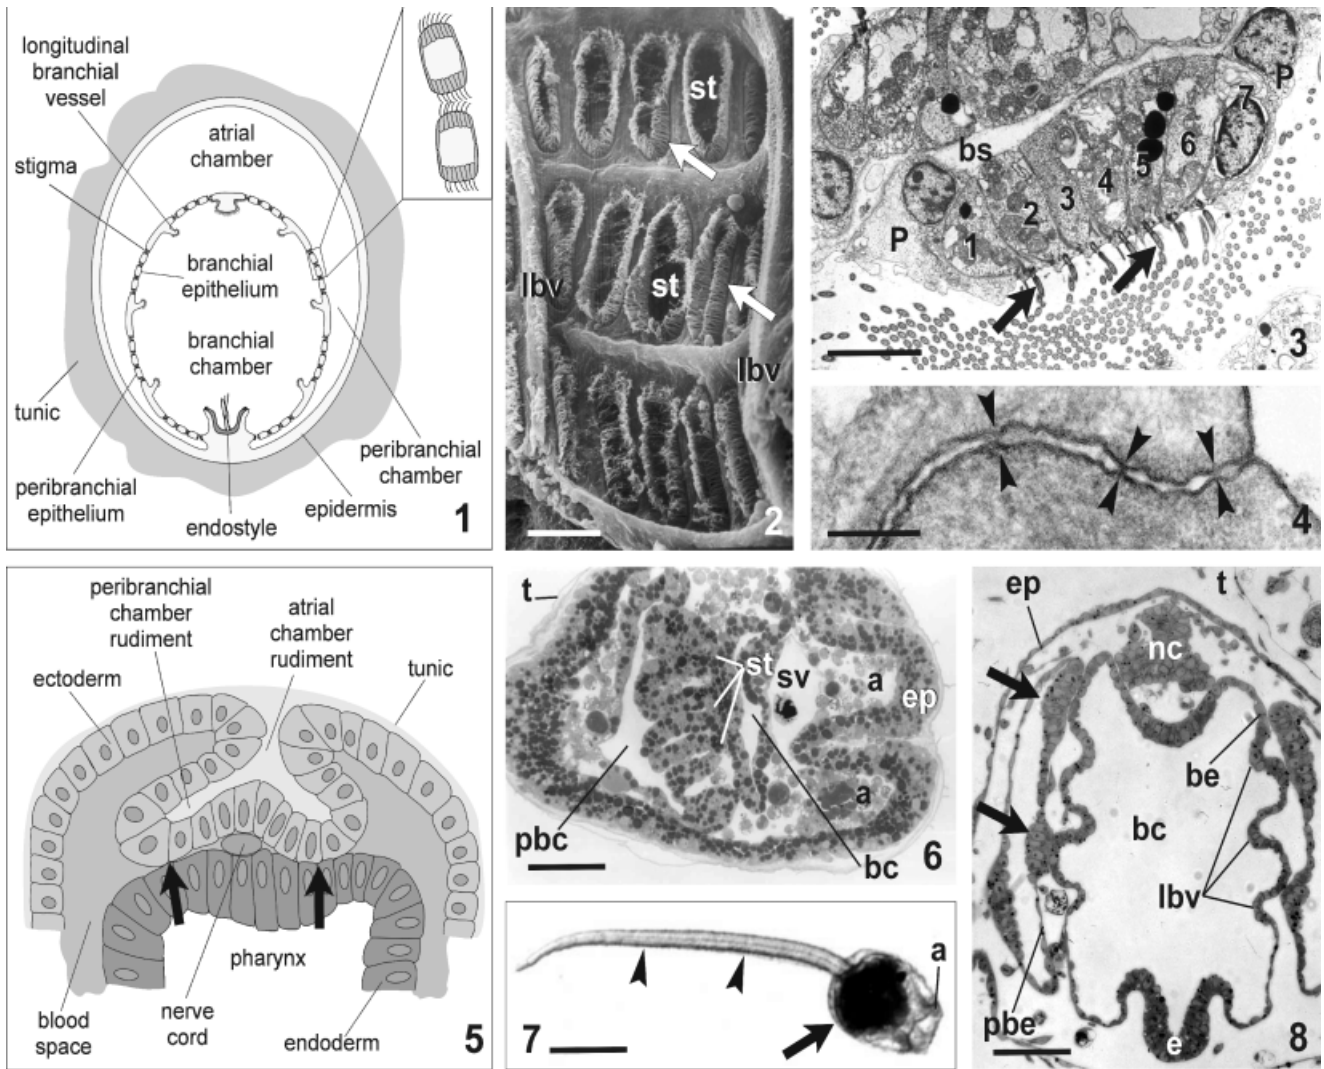 longitudinal
branchial
vessel
atrial
chamber
stigma
branchial
epithelium
branchial
chamber
tunic
peribranchial
chamber
peribranchial
epithelium
epidermis
endostyle
1
st
lbv
st
lbv
2
P
bs
7
6
5
4
3
2
1
P
3
4
peribranchial
chamber
rudiment
atrial
chamber
rudiment
tunic
ectoderm
pharynx
blood
space
nerve
cord
endoderm
5
t
st
sv
a
ep
a
pbc
bc
6
a
7
ep
t
nc
be
bc
lbv
pbe
e
8